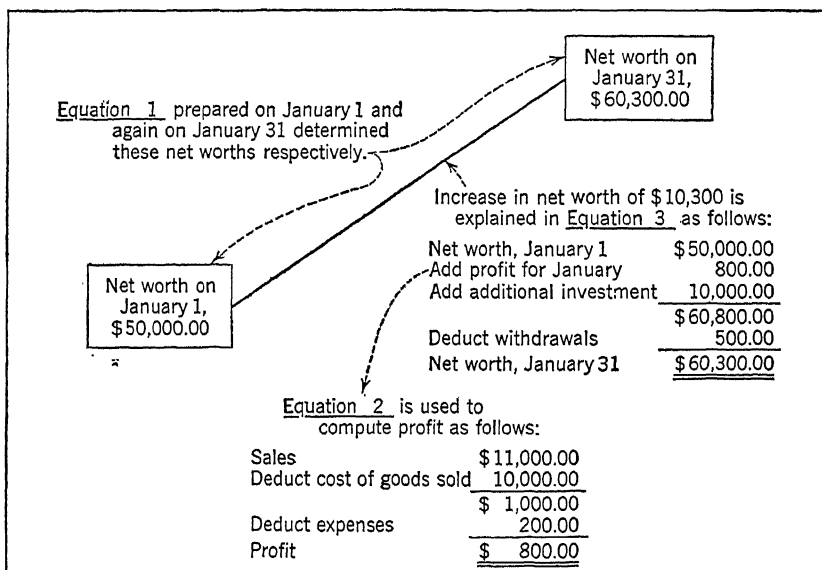 Net worth on
January 31,
$60,300.00
Equation 1 prepared on January 1 and
again on January 31 determined
these net worths respectively.
Increase in net worth of $10,300 is
explained in Equation 3 as follows:
Net worth, January 1 $50,000.00
Add profit for January 800.00
Add additional investment 10,000.00
$60,800.00
Deduct withdrawals 500.00
Net worth, January 31 $60,300.00
Net worth on
January 1,
$50,000.00
Equation 2 is used to
compute profit as follows:
Sales $11,000.00
Deduct cost of goods sold 10,000.00
$ 1,000.00
Deduct expenses 200.00
Profit $ 800.00